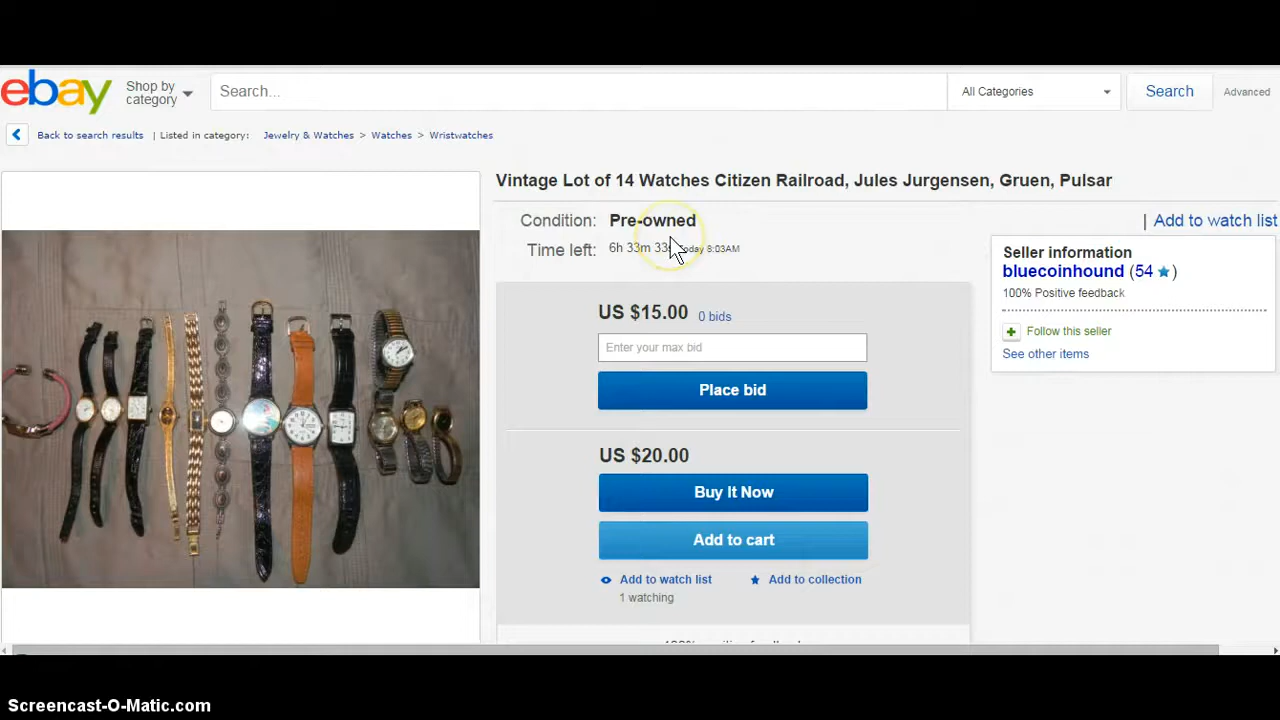 ebay
Shop by category
Search...
All Categories
Search
Advanced
Back to search results | Listed in category: Jewelry & Watches > Watches > Wristwatches
Vintage Lot of 14 Watches Citizen Railroad, Jules Jurgensen, Gruen, Pulsar
Condition: Pre-owned
| Add to watch list
Time left: 6h 33m 33s Today 8:03AM
Seller information
bluecoinhound (54 ★)
100% Positive feedback
Follow this seller
See other items
US $15.00 0 bids
Enter your max bid
Place bid
US $20.00
Buy It Now
Add to cart
Add to watch list
Add to collection
1 watching
Screencast-O-Matic.com